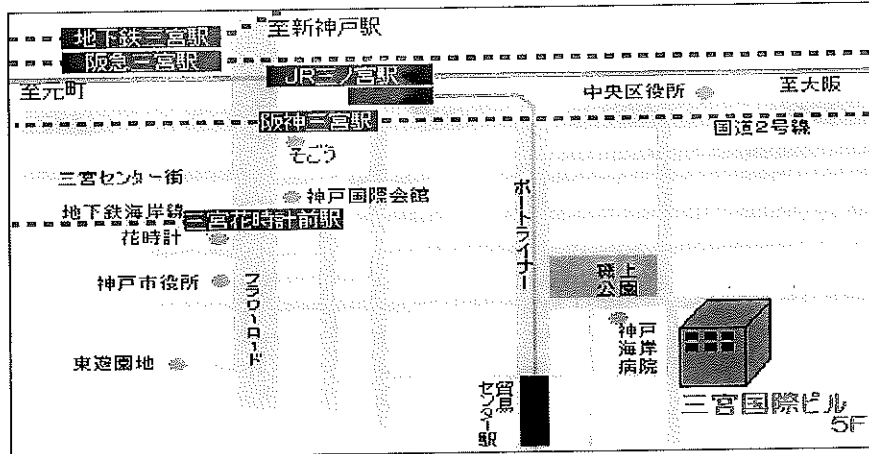 至新神戸駅
地下鉄三宮駅
阪急三宮駅
JR三ノ宮駅
至元町
中央区役所
至大阪
阪神三宮駅
国道2号線
そごう
三宮センター街
神戸国際会館
地下鉄海岸線
三宮花時計前駅
花時計
ポートライナー
神戸市役所
フラワーロード
磯上
公園
神戸
海岸
病院
東遊園地
貿易
センター駅
三宮国際ビル
5F